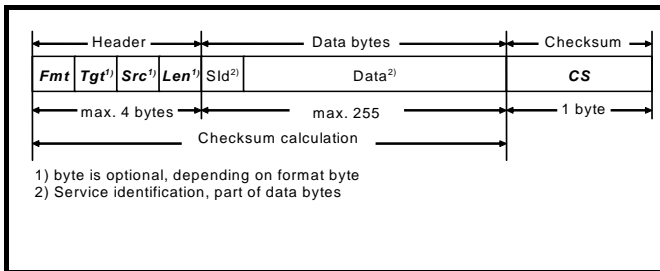 Header Data bytes Checksum
Fmt Tgt1) Src1) Len1) SId2) Data2) CS
max. 4 bytes max. 255 1 byte
Checksum calculation
1) byte is optional, depending on format byte
2) Service identification, part of data bytes